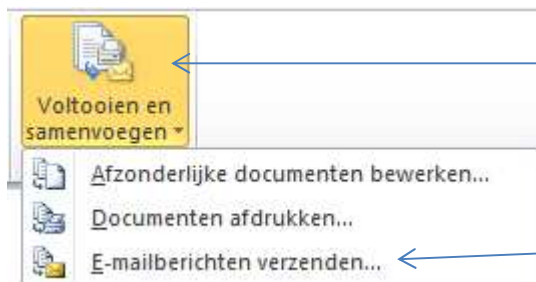 Voltooien en
samenvoegen
Afzonderlijke documenten bewerken...
Documenten afdrukken...
E-mailberichten verzenden...